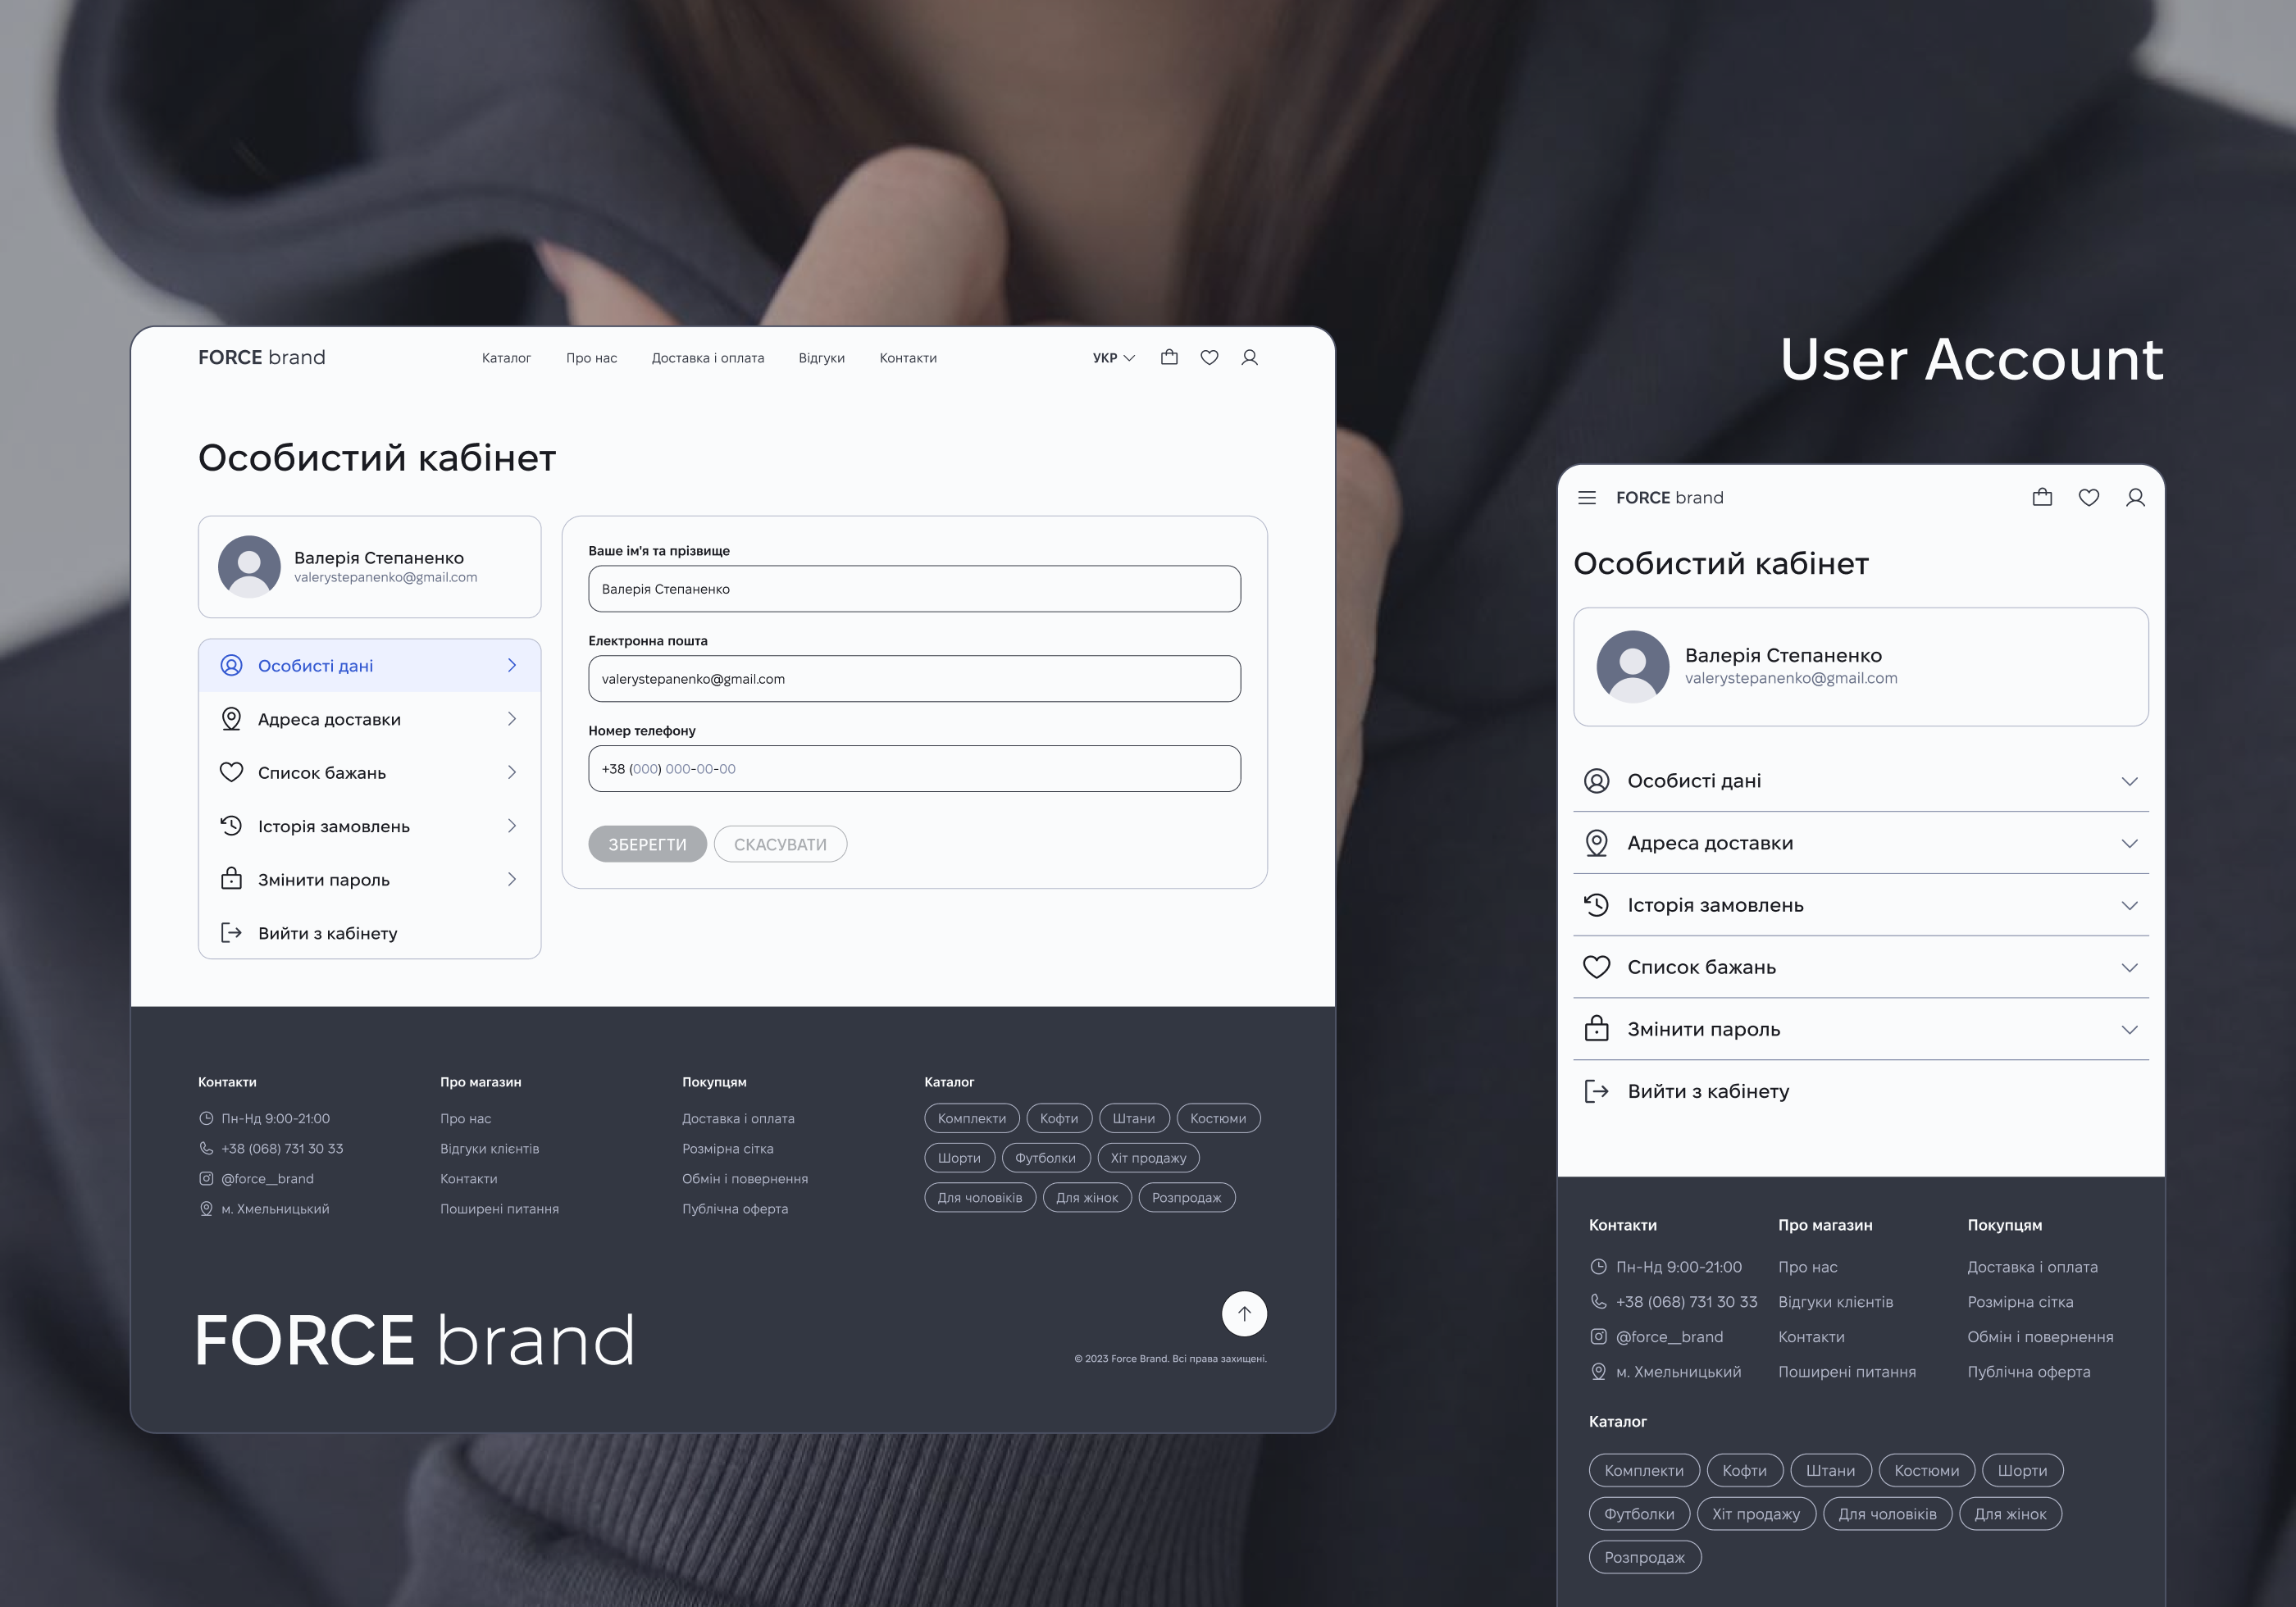 User Account
FORCE brand
Каталог Про нас Доставка і оплата Відгуки Контакти
УКР
Особистий кабінет
Валерія Степаненко
valerystepanenko@gmail.com
Особисті дані
Адреса доставки
Список бажань
Історія замовлень
Змінити пароль
Вийти з кабінету
Ваше ім'я та прізвище
Валерія Степаненко
Електронна пошта
valerystepanenko@gmail.com
Номер телефону
+38 (000) 000-00-00
ЗБЕРЕГТИ СКАСУВАТИ
Контакти
Пн-Нд 9:00-21:00
+38 (068) 731 30 33
@force__brand
м. Хмельницький
Про магазин
Про нас
Відгуки клієнтів
Контакти
Поширені питання
Покупцям
Доставка і оплата
Розмірна сітка
Обмін і повернення
Публічна оферта
Каталог
Комплекти Кофти Штани Костюми
Шорти Футболки Хіт продажу
Для чоловіків Для жінок Розпродаж
FORCE brand
© 2023 Force Brand. Всі права захищені.
FORCE brand
Особистий кабінет
Валерія Степаненко
valerystepanenko@gmail.com
Особисті дані
Адреса доставки
Історія замовлень
Список бажань
Змінити пароль
Вийти з кабінету
Контакти
Пн-Нд 9:00-21:00
+38 (068) 731 30 33
@force__brand
м. Хмельницький
Про магазин
Про нас
Відгуки клієнтів
Контакти
Поширені питання
Покупцям
Доставка і оплата
Розмірна сітка
Обмін і повернення
Публічна оферта
Каталог
Комплекти Кофти Штани Костюми Шорти
Футболки Хіт продажу Для чоловіків Для жінок
Розпродаж